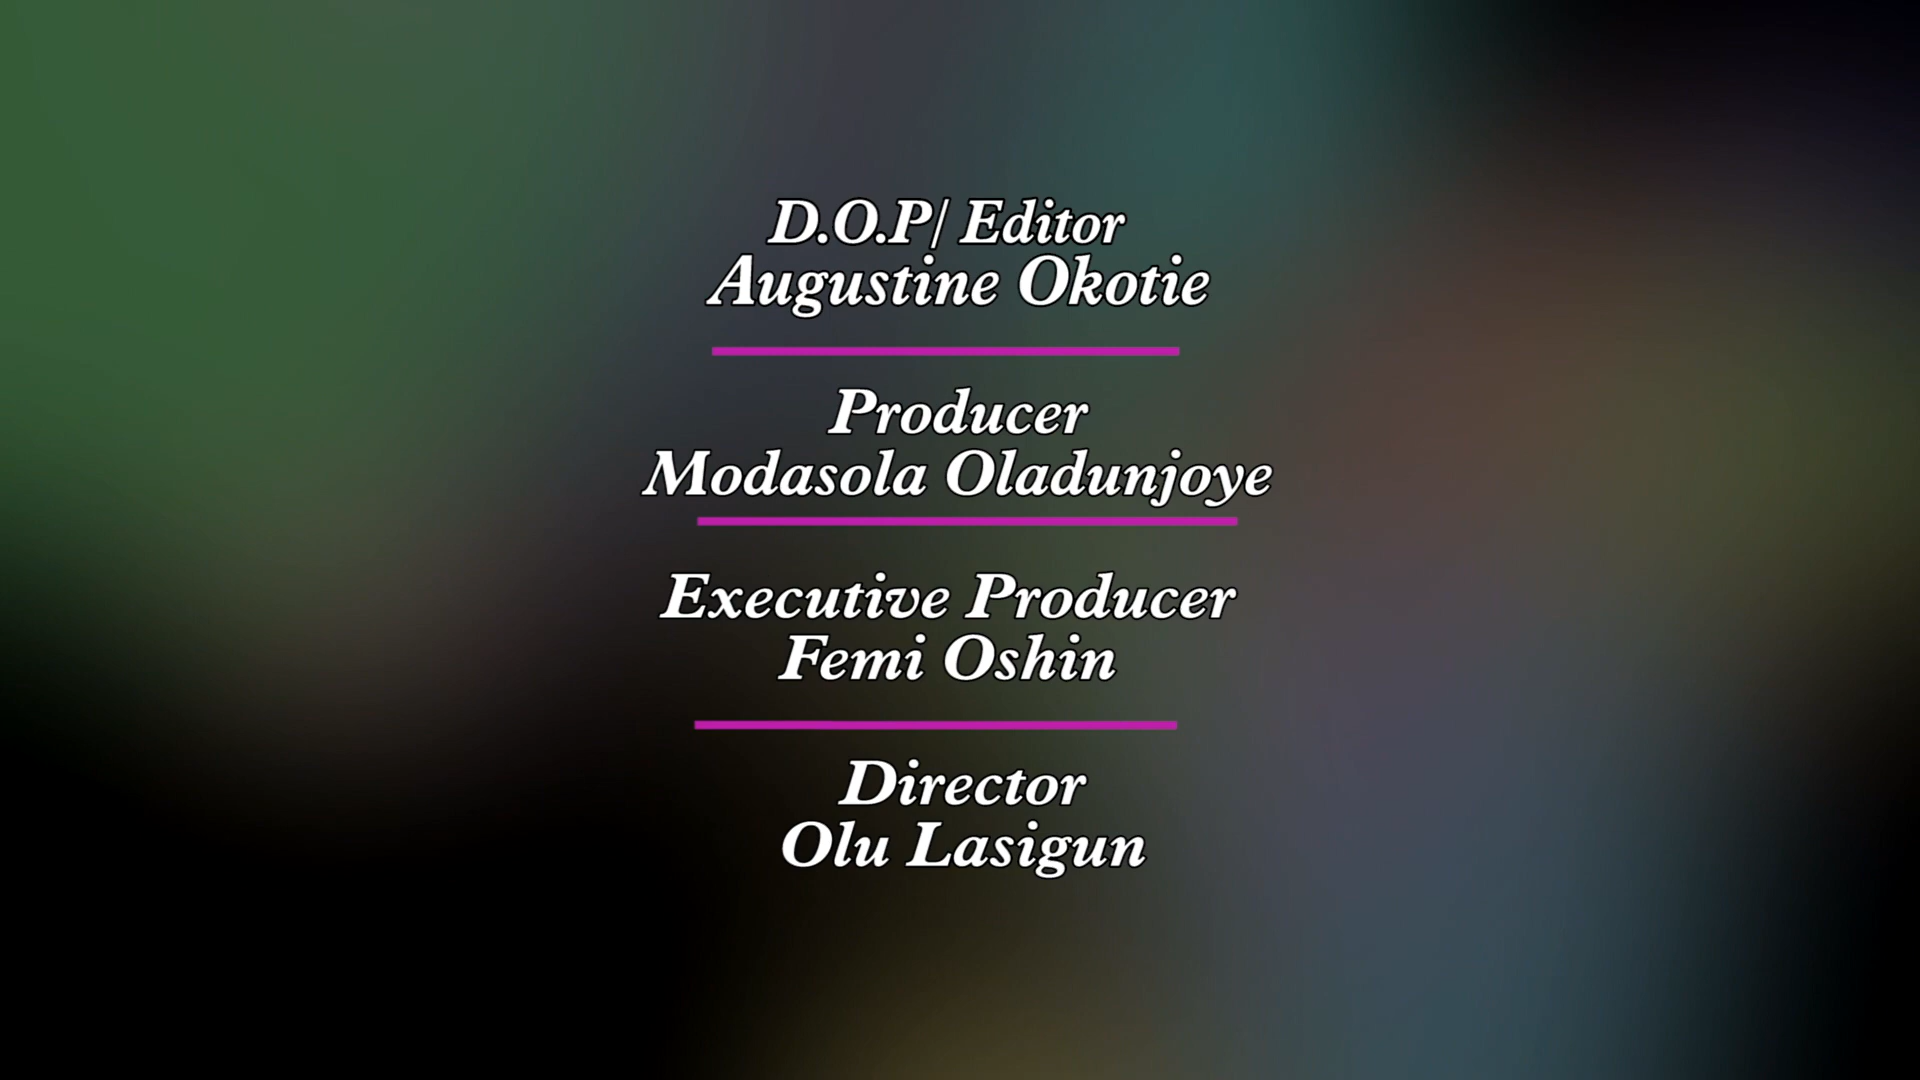 D.O.P/ Editor
Augustine Okotie
Producer
Modasola Oladunjoye
Executive Producer
Femi Oshin
Director
Olu Lasigun